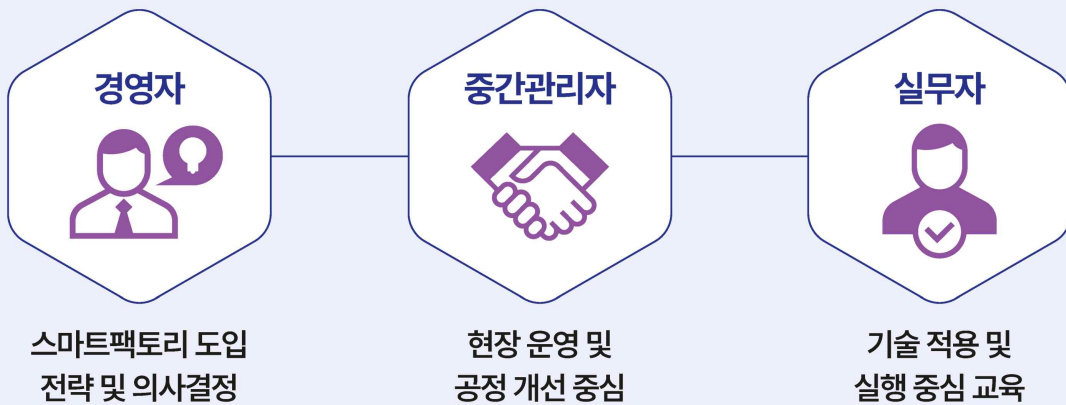 경영자
스마트팩토리 도입
전략 및 의사결정
중간관리자
현장 운영 및
공정 개선 중심
실무자
기술 적용 및
실행 중심 교육